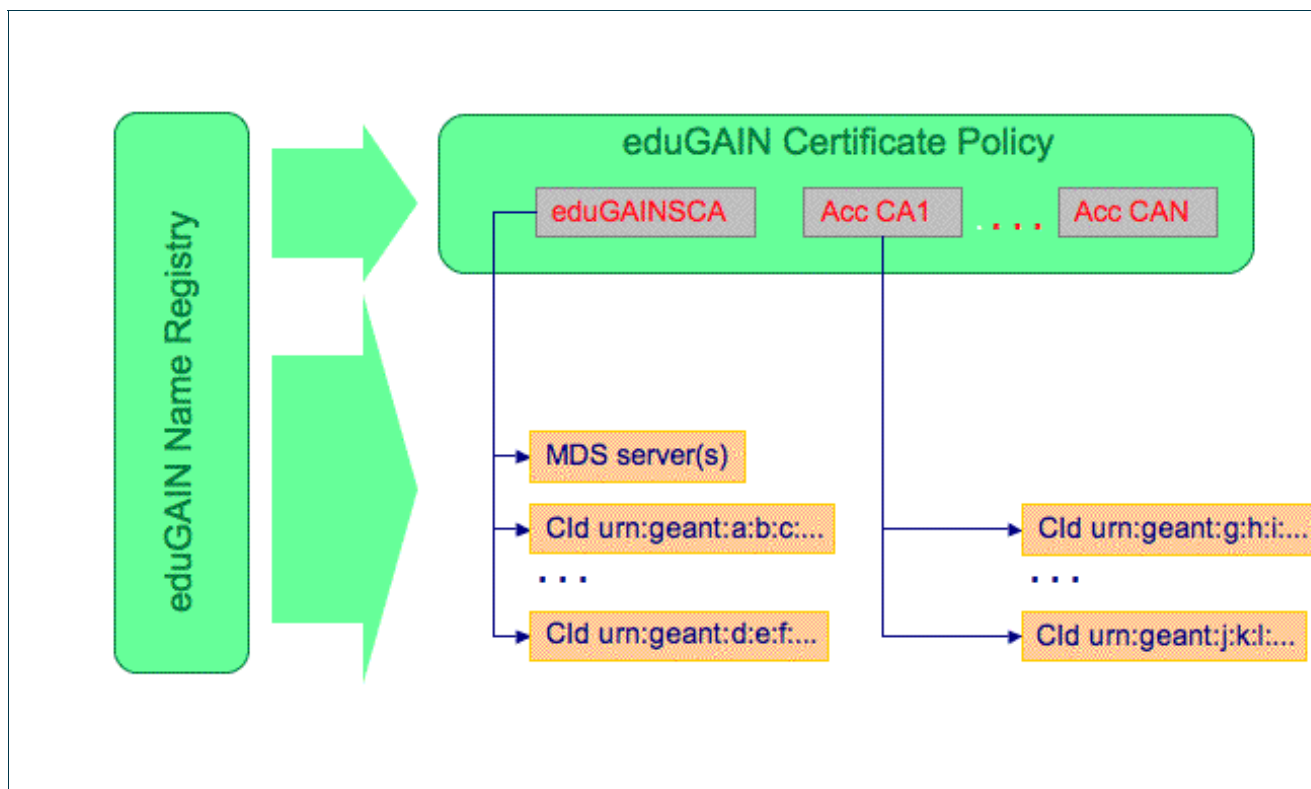 eduGAIN Name Registry
eduGAIN Certificate Policy
eduGAINSCA
Acc CA1
. . . .
Acc CAN
MDS server(s)
CId urn:geant:a:b:c:...
. . .
CId urn:geant:d:e:f:...
CId urn:geant:g:h:i:...
. . .
CId urn:geant:j:k:l:...